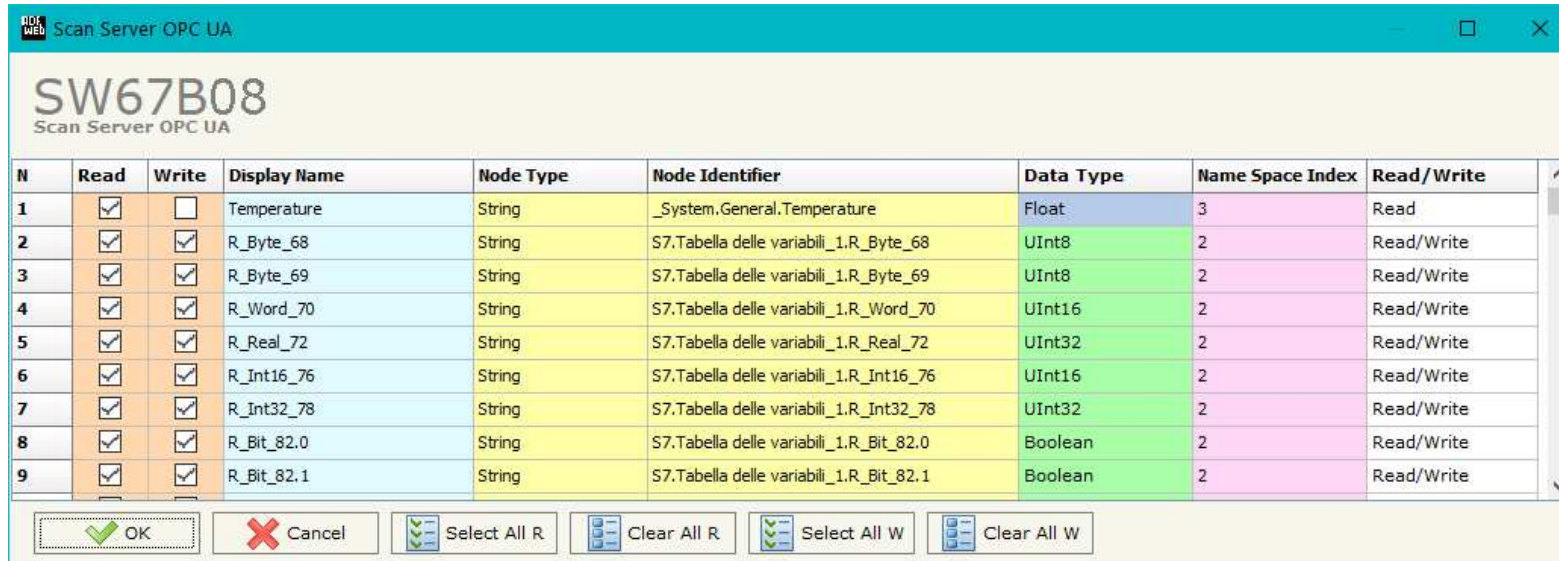 ADF
WEB Scan Server OPC UA
SW67B08
Scan Server OPC UA
N Read Write Display Name Node Type Node Identifier Data Type Name Space Index Read/Write
1 Temperature String _System.General.Temperature Float 3 Read
2 R_Byte_68 String S7.Tabella delle variabili_1.R_Byte_68 UInt8 2 Read/Write
3 R_Byte_69 String S7.Tabella delle variabili_1.R_Byte_69 UInt8 2 Read/Write
4 R_Word_70 String S7.Tabella delle variabili_1.R_Word_70 UInt16 2 Read/Write
5 R_Real_72 String S7.Tabella delle variabili_1.R_Real_72 UInt32 2 Read/Write
6 R_Int16_76 String S7.Tabella delle variabili_1.R_Int16_76 UInt16 2 Read/Write
7 R_Int32_78 String S7.Tabella delle variabili_1.R_Int32_78 UInt32 2 Read/Write
8 R_Bit_82.0 String S7.Tabella delle variabili_1.R_Bit_82.0 Boolean 2 Read/Write
9 R_Bit_82.1 String S7.Tabella delle variabili_1.R_Bit_82.1 Boolean 2 Read/Write
OK Cancel Select All R Clear All R Select All W Clear All W